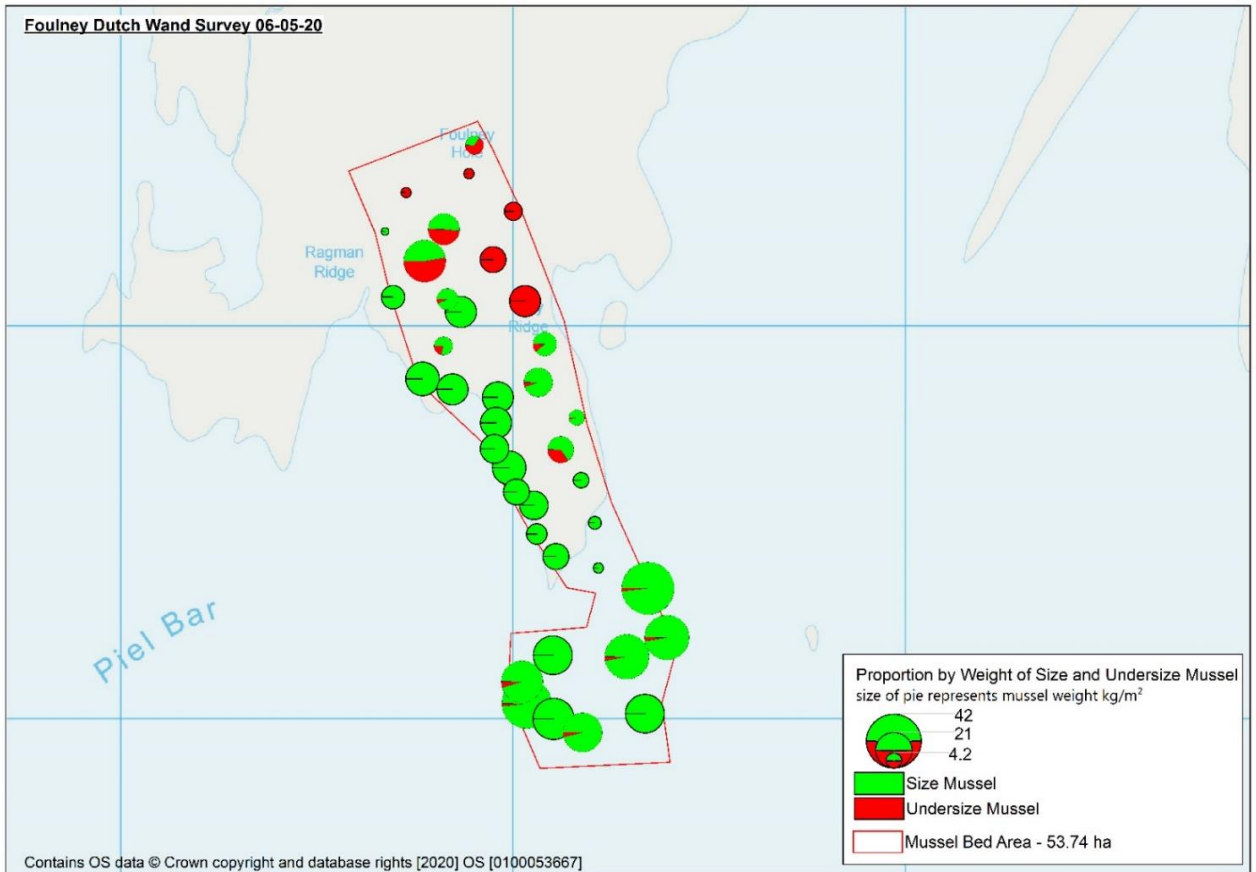 Foulney Dutch Wand Survey 06-05-20
Foulney
Hole
Ragman
Ridge
Ridge
Piel Bar
Proportion by Weight of Size and Undersize Mussel
size of pie represents mussel weight kg/m²
42
21
4.2
Size Mussel
Undersize Mussel
Mussel Bed Area - 53.74 ha
Contains OS data © Crown copyright and database rights [2020] OS [0100053667]